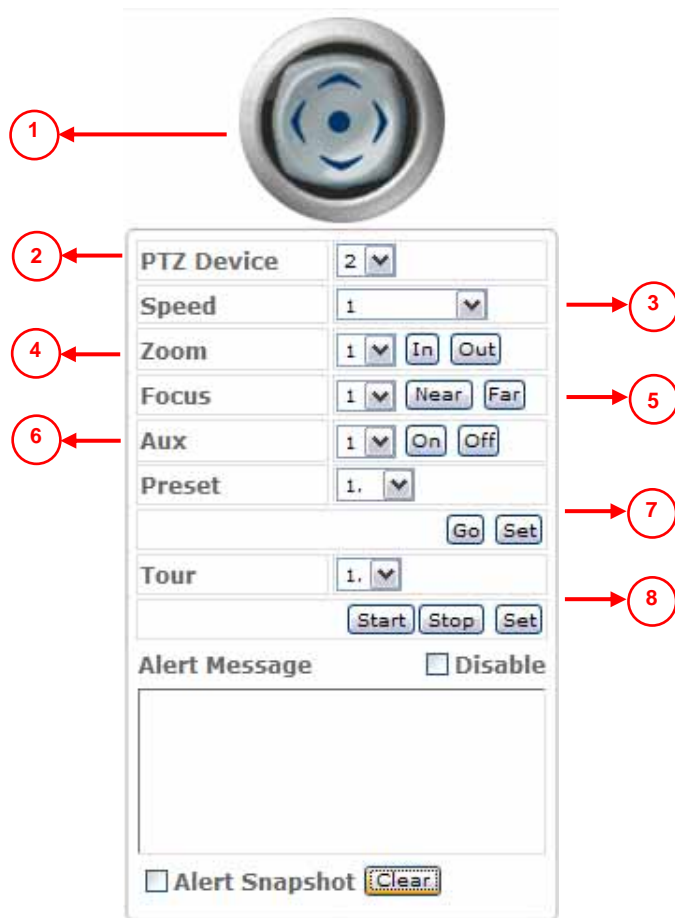 1
2 PTZ Device 2
Speed 1 3
4 Zoom 1 In Out
Focus 1 Near Far 5
6 Aux 1 On Off
Preset 1.
Go Set 7
Tour 1.
8
Start Stop Set
Alert Message Disable
Alert Snapshot Clear